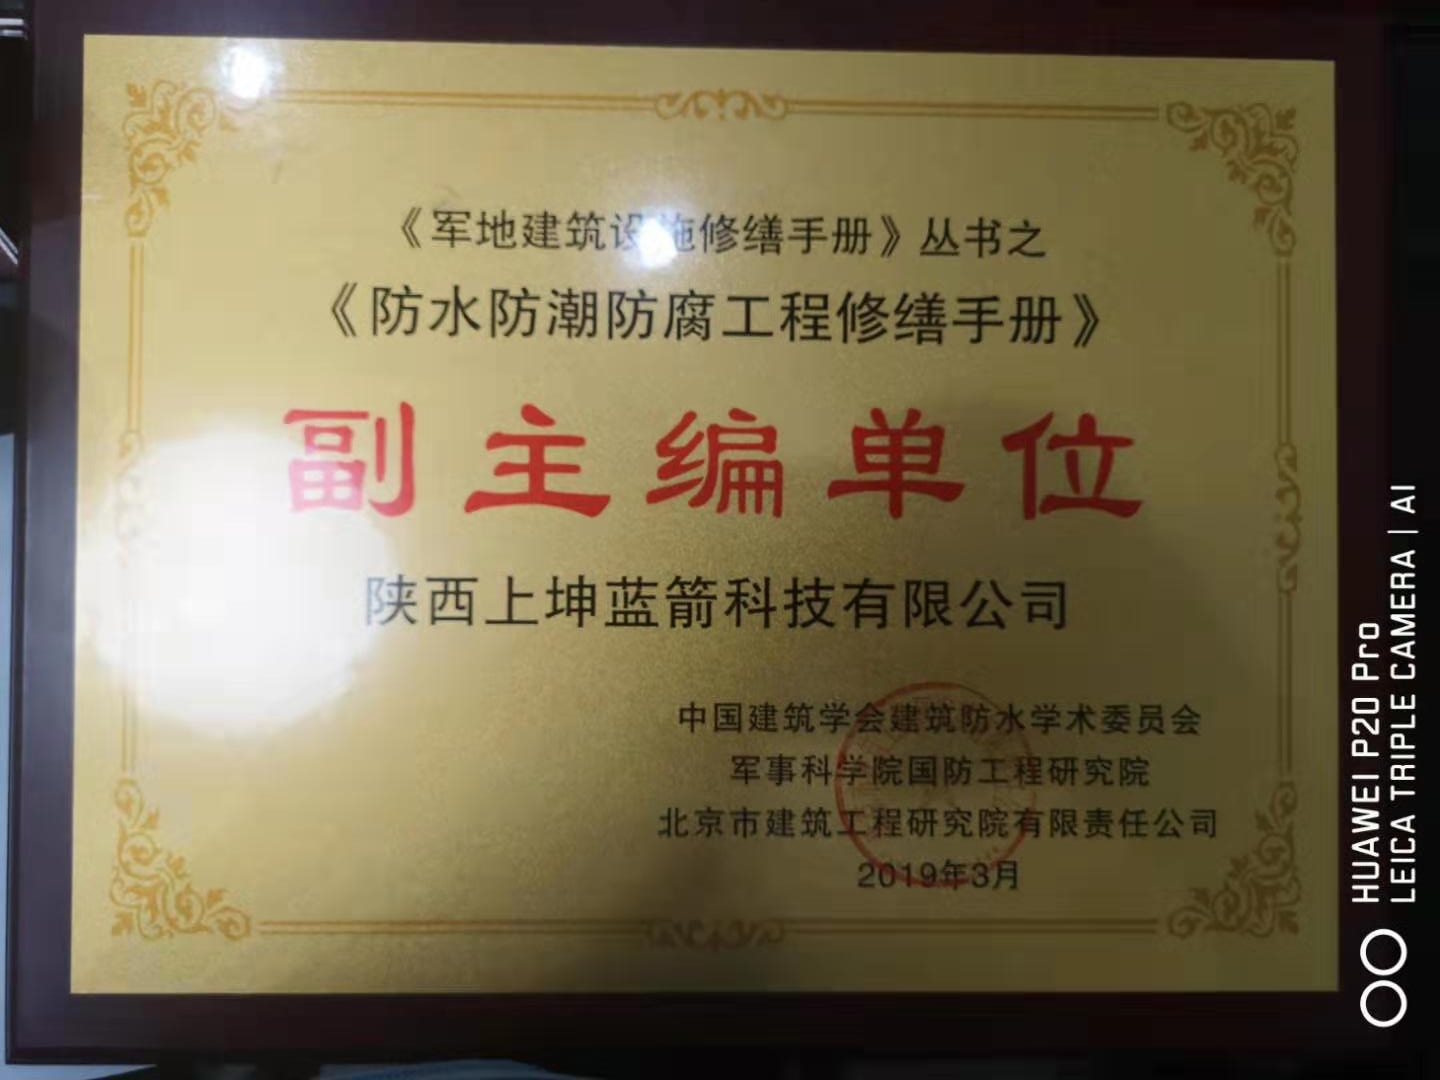 《军地建筑设施修缮手册》丛书之
《防水防潮防腐工程修缮手册》
副主编单位
陕西上坤蓝箭科技有限公司
中国建筑学会建筑防水学术委员会
军事科学院国防工程研究院
北京市建筑工程研究院有限责任公司
2019年3月
HUAWEI P20 Pro
LEICA TRIPLE CAMERA | AI